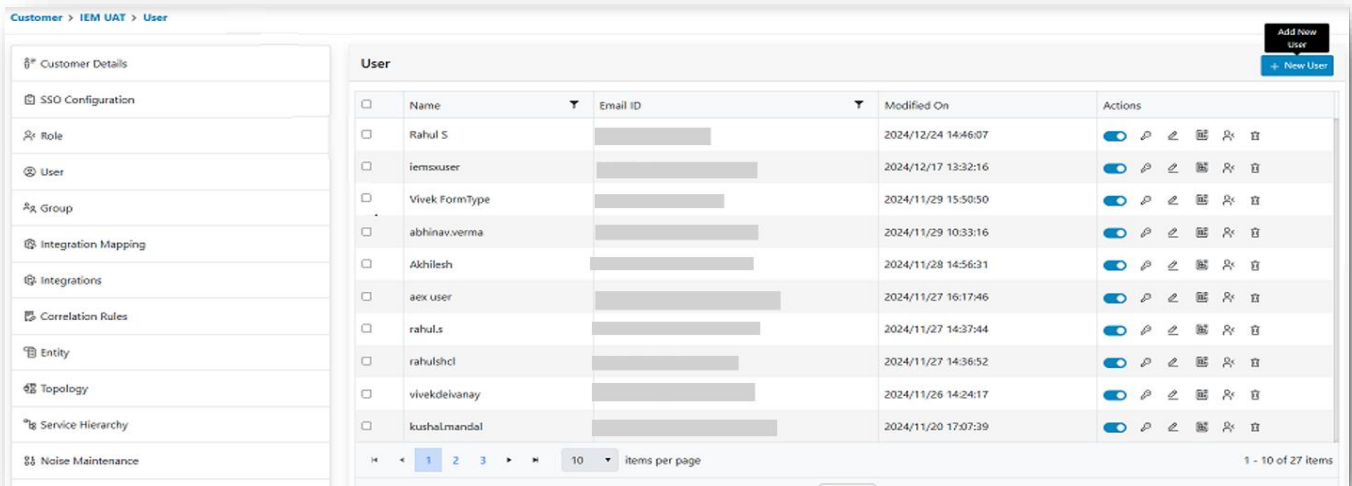 Customer > IEM UAT > User
Customer Details
SSO Configuration
Role
User
Group
Integration Mapping
Integrations
Correlation Rules
Entity
Topology
Service Hierarchy
Noise Maintenance
Add New
User
User
+ New User
Name Email ID Modified On Actions
Rahul S 2024/12/24 14:46:07
iemsxuser 2024/12/17 13:32:16
Vivek FormType 2024/11/29 15:50:50
abhinav.verma 2024/11/29 10:33:16
Akhilesh 2024/11/28 14:56:31
aex user 2024/11/27 16:17:46
rahul.s 2024/11/27 14:37:44
rahulshcl 2024/11/27 14:36:52
vivekdeivanay 2024/11/26 14:24:17
kushal.mandal 2024/11/20 17:07:39
1 2 3 10 items per page 1 - 10 of 27 items